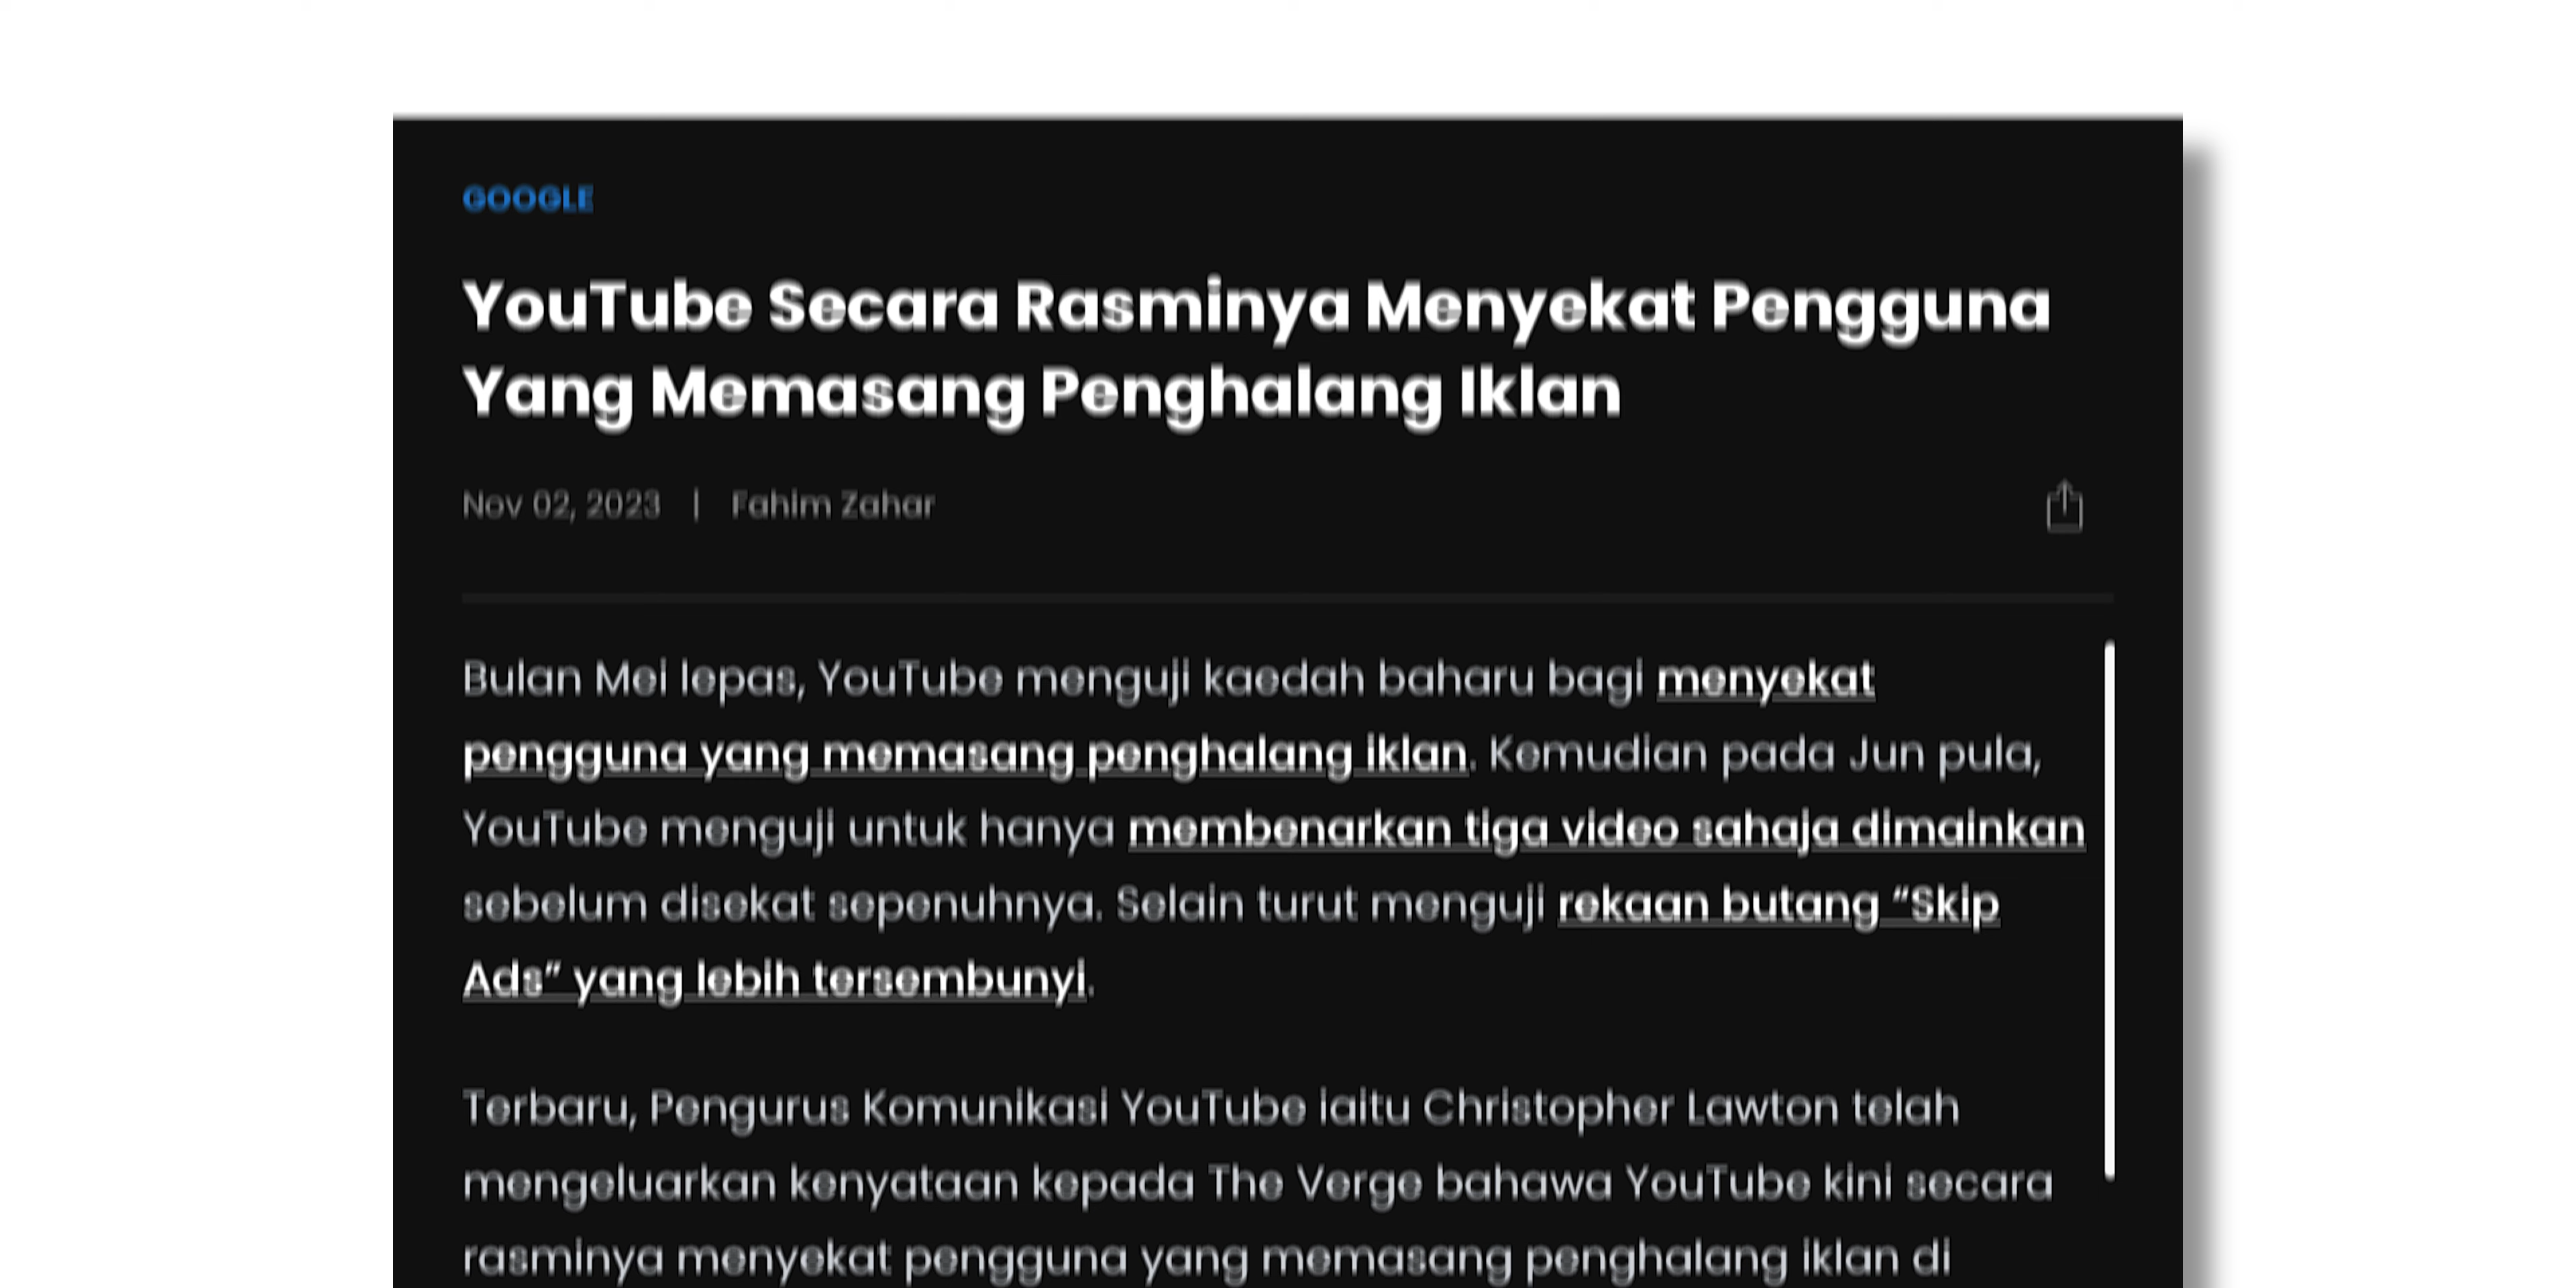 GOOGLE
YouTube Secara Rasminya Menyekat Pengguna
Yang Memasang Penghalang Iklan
Nov 02, 2023 | Fahim Zahar
Bulan Mei lepas, YouTube menguji kaedah baharu bagi menyekat
pengguna yang memasang penghalang iklan. Kemudian pada Jun pula,
YouTube menguji untuk hanya membenarkan tiga video sahaja dimainkan
sebelum disekat sepenuhnya. Selain turut menguji rekaan butang “Skip
Ads” yang lebih tersembunyi.
Terbaru, Pengurus Komunikasi YouTube iaitu Christopher Lawton telah
mengeluarkan kenyataan kepada The Verge bahawa YouTube kini secara
rasminya menyekat pengguna yang memasang penghalang iklan di